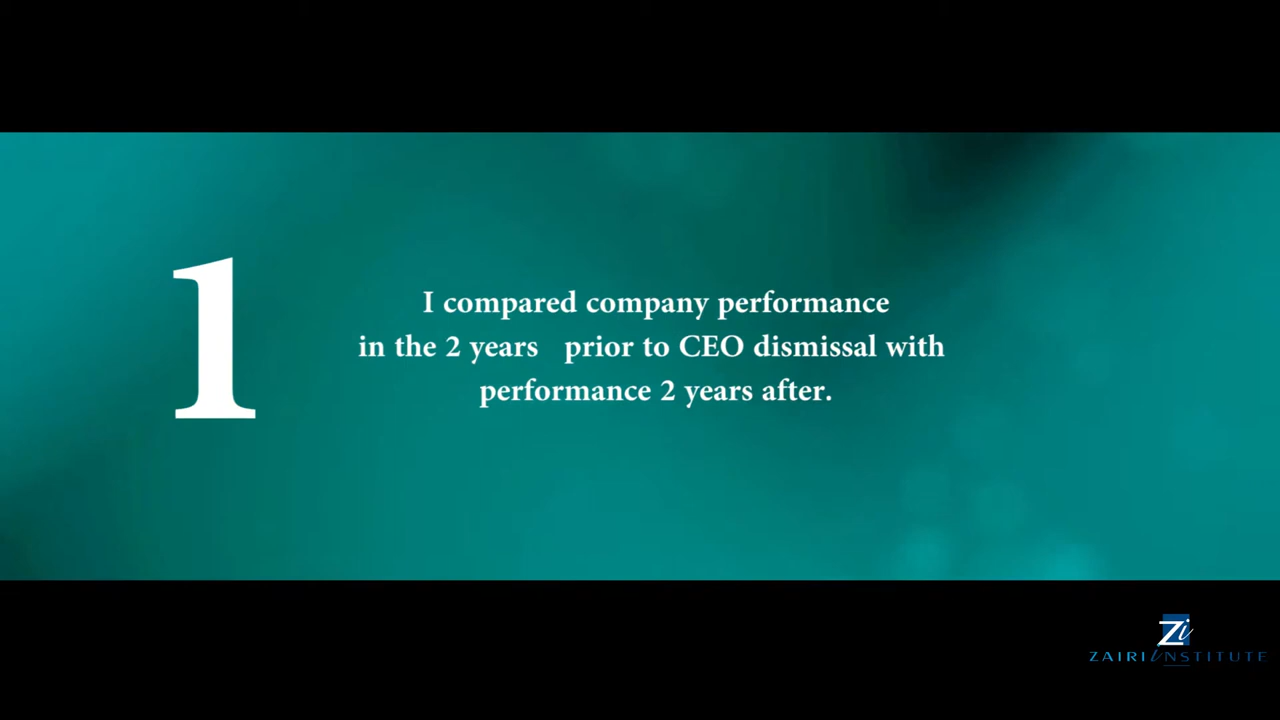 1
I compared company performance
in the 2 years   prior to CEO dismissal with
performance 2 years after.
Zi
ZAIRI INSTITUTE